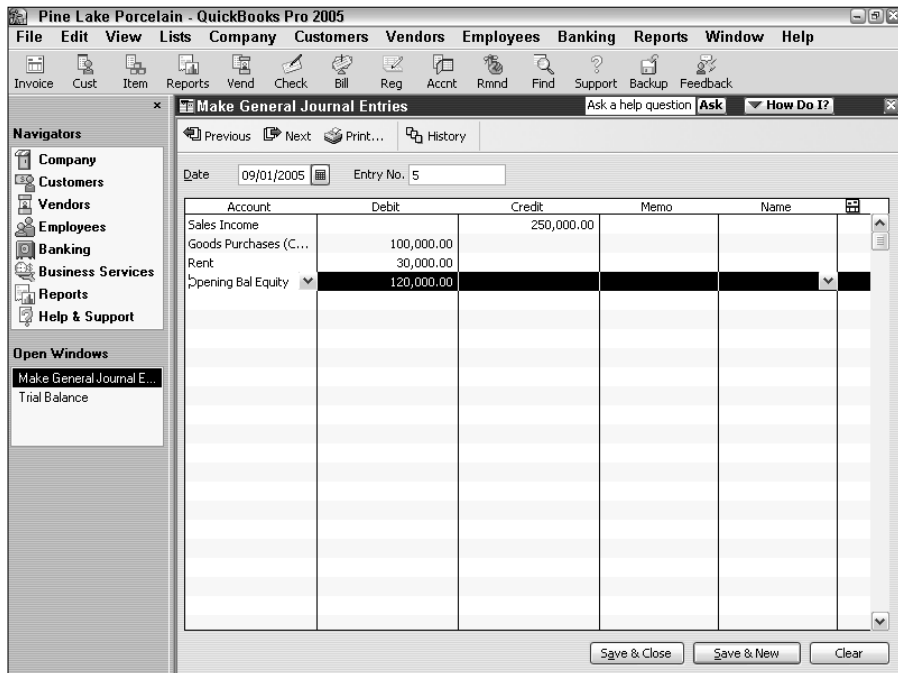 Pine Lake Porcelain - QuickBooks Pro 2005
File Edit View Lists Company Customers Vendors Employees Banking Reports Window Help
Invoice Cust Item Reports Vend Check Bill Reg Accnt Rmnd Find Support Backup Feedback
Make General Journal Entries Ask a help question Ask How Do I?
Navigators
Company
Customers
Vendors
Employees
Banking
Business Services
Reports
Help & Support
Open Windows
Make General Journal E...
Trial Balance
Previous Next Print... History
Date 09/01/2005 Entry No. 5
Account Debit Credit Memo Name
Sales Income 250,000.00
Goods Purchases (C... 100,000.00
Rent 30,000.00
Opening Bal Equity 120,000.00
Save & Close Save & New Clear